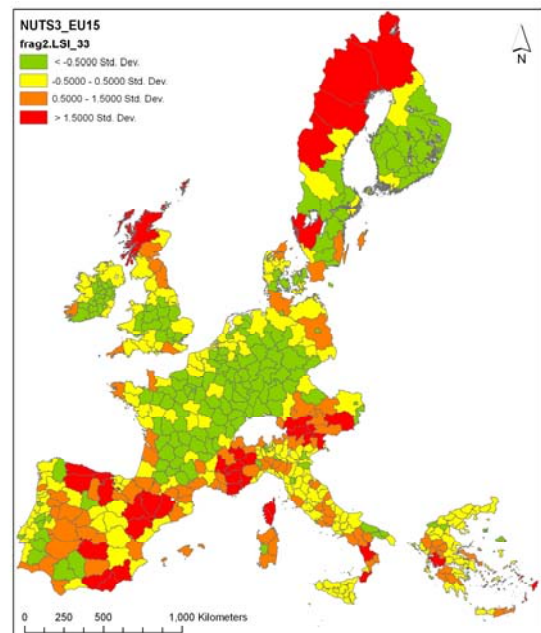 NUTS3_EU15
frag2.LSI_33
< -0.5000 Std. Dev.
-0.5000 - 0.5000 Std. Dev.
0.5000 - 1.5000 Std. Dev.
> 1.5000 Std. Dev.
N
0 250 500 1,000 Kilometers